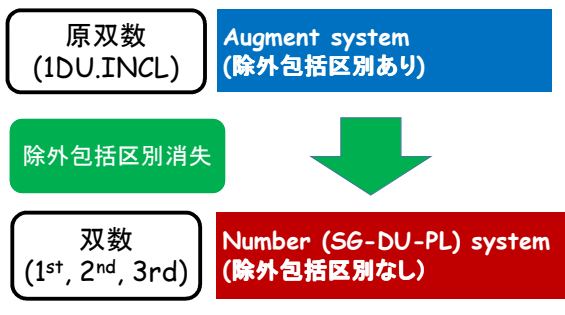 原双数
(1DU.INCL)
Augment system
(除外包括区別あり)
除外包括区別消失
双数
(1st, 2nd, 3rd)
Number (SG-DU-PL) system
(除外包括区別なし)